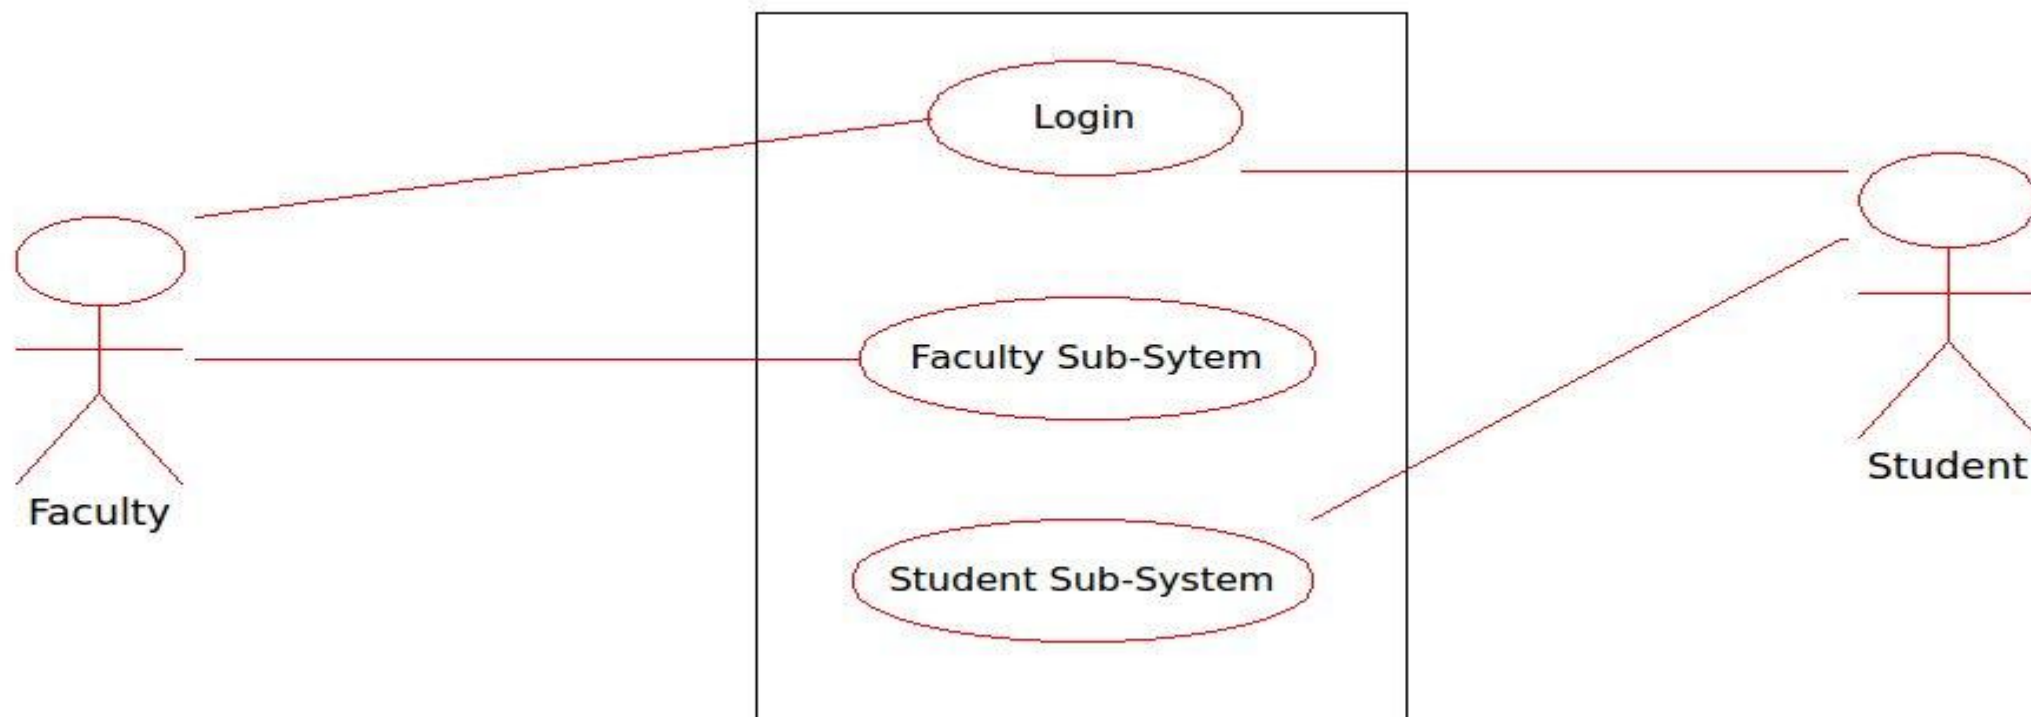 Login
Faculty Sub-Sytem
Student
Faculty
Student Sub-System